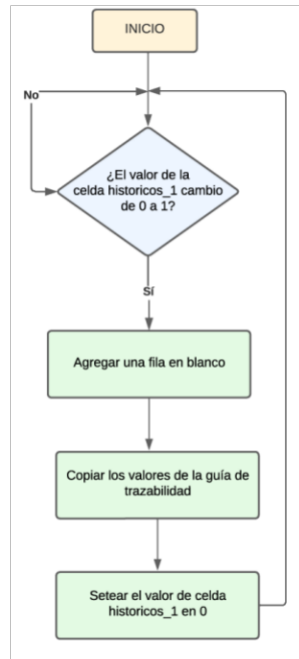 INICIO
No
¿El valor de la
celda historicos_1 cambio
de 0 a 1?
Sí
Agregar una fila en blanco
Copiar los valores de la guía de
trazabilidad
Setear el valor de celda
historicos_1 en 0